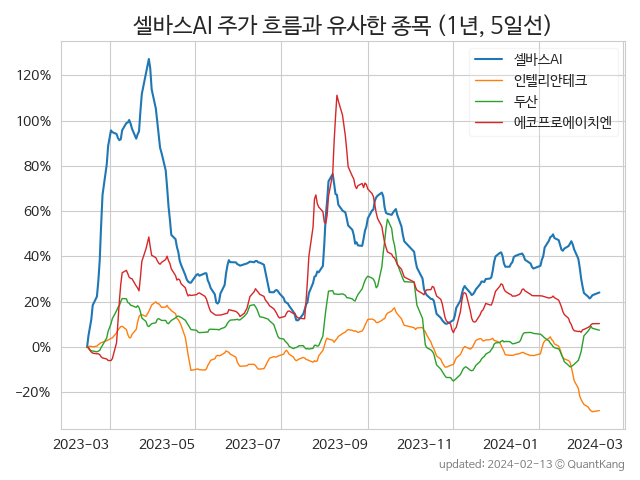 셀바스AI 주가 흐름과 유사한 종목 (1년, 5일선)
셀바스AI
인텔리안테크
두산
에코프로에이치엔
120%
100%
80%
60%
40%
20%
0%
−20%
2023-03 2023-05 2023-07 2023-09 2023-11 2024-01 2024-03
updated: 2024-02-13 © QuantKang